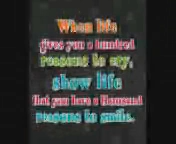 When life
gives you a hundred
reasons to cry,
show life
that you have a thousand
reasons to smile.